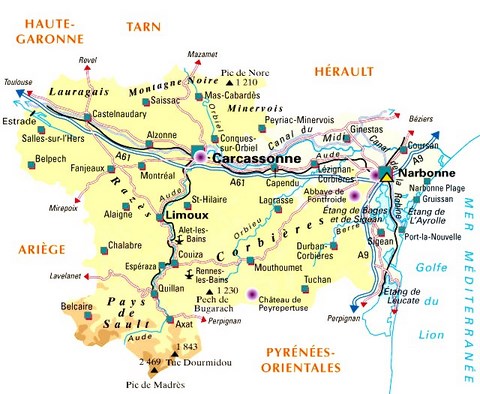 HAUTE-
GARONNE
TARN
HÉRAULT
Revel
Mazamet
Pic de Nore
1 210
Toulouse
Lauragais
Montagne Noire
Mas-Cabardès
Saissac
Minervois
Castelnaudary
Orbiel
Peyriac-Minervois
Estrade
Salles-sur-l'Hers
Alzonne
Conques-
sur-Orbiel
Canal du Midi
Ginestas
Béziers
Coursan
A9
Canal de la Robine
Belpech
Fanjeaux
A61
Carcassonne
Aude
Lézignan-
Corbières
Narbonne
Montréal
A61
Capendu
Narbonne Plage
Mirepoix
Razès
Aude
St-Hilaire
Lagrasse
Abbaye de
Fontfroide
Gruissan
Alaigne
Limoux
Étang de Bages
et de Sigean
Étang de
L'Ayrolle
Orbieu
Berre
Alet-les-
Bains
Corbières
Sigean
Port-la-Nouvelle
ARIÈGE
Chalabre
Couiza
Durban-
Corbières
A9
Lavelanet
Espéraza
Rennes-
les-Bains
Mouthoumet
Golfe
du
Lion
MER MÉDITERRANÉE
Quillan
1 230
Pech de
Bugarach
Château de
Peyrepertuse
Tuchan
Étang de
Leucate
Belcaire
Pays
de
Sault
Axat
Perpignan
Perpignan
Aude
1 843
Tuc Dourmidou
2 469
Pic de Madrès
PYRÉNÉES-
ORIENTALES